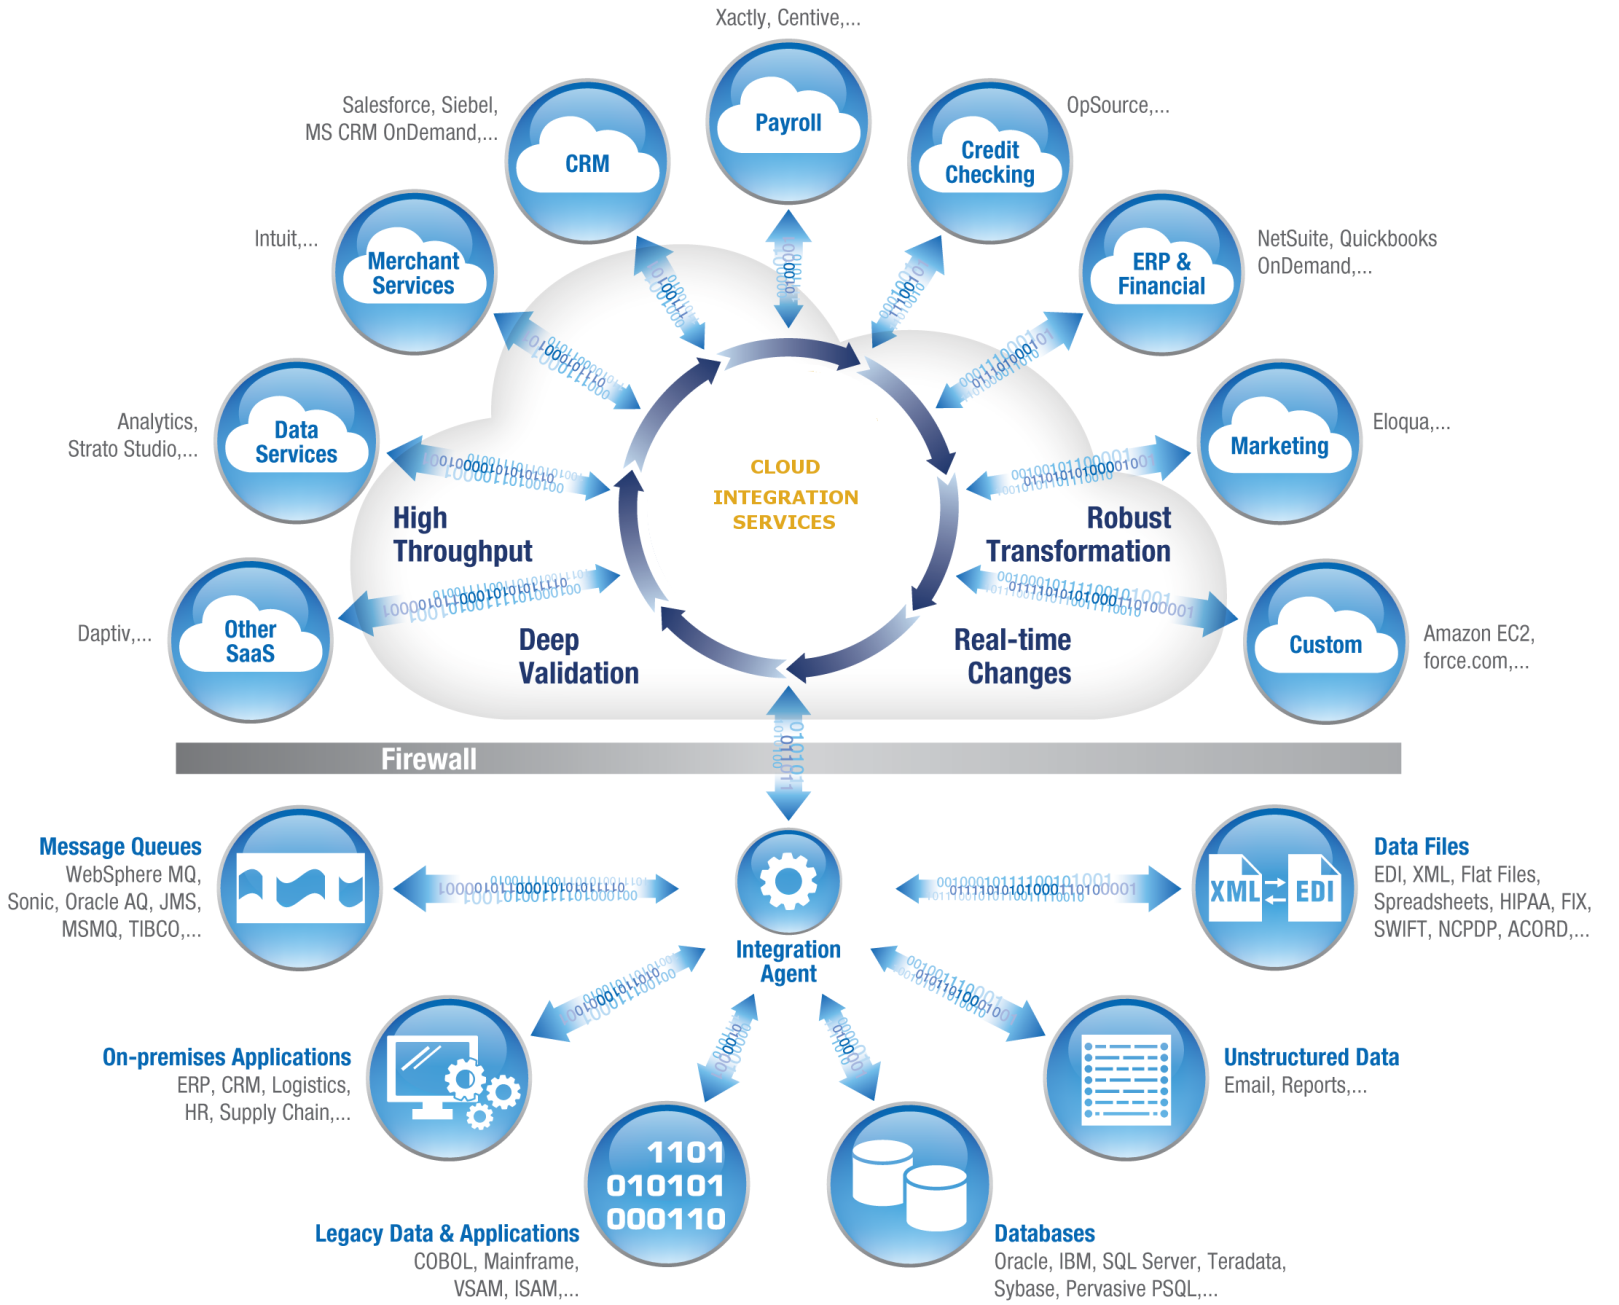 Xactly, Centive,...
Payroll
Salesforce, Siebel,
MS CRM OnDemand,...
CRM
OpSource,...
Credit
Checking
Intuit,...
Merchant
Services
NetSuite, Quickbooks
OnDemand,...
ERP &
Financial
Analytics,
Strato Studio,...
Data
Services
Eloqua,...
Marketing
CLOUD
INTEGRATION
SERVICES
High
Throughput
Robust
Transformation
Daptiv,...
Other
SaaS
Deep
Validation
Real-time
Changes
Custom
Amazon EC2,
force.com,...
Firewall
Message Queues
WebSphere MQ,
Sonic, Oracle AQ, JMS,
MSMQ, TIBCO,...
Integration
Agent
XML
EDI
Data Files
EDI, XML, Flat Files,
Spreadsheets, HIPAA, FIX,
SWIFT, NCPDP, ACORD,...
On-premises Applications
ERP, CRM, Logistics,
HR, Supply Chain,...
Unstructured Data
Email, Reports,...
1101
010101
000110
Legacy Data & Applications
COBOL, Mainframe,
VSAM, ISAM,...
Databases
Oracle, IBM, SQL Server, Teradata,
Sybase, Pervasive PSQL,...